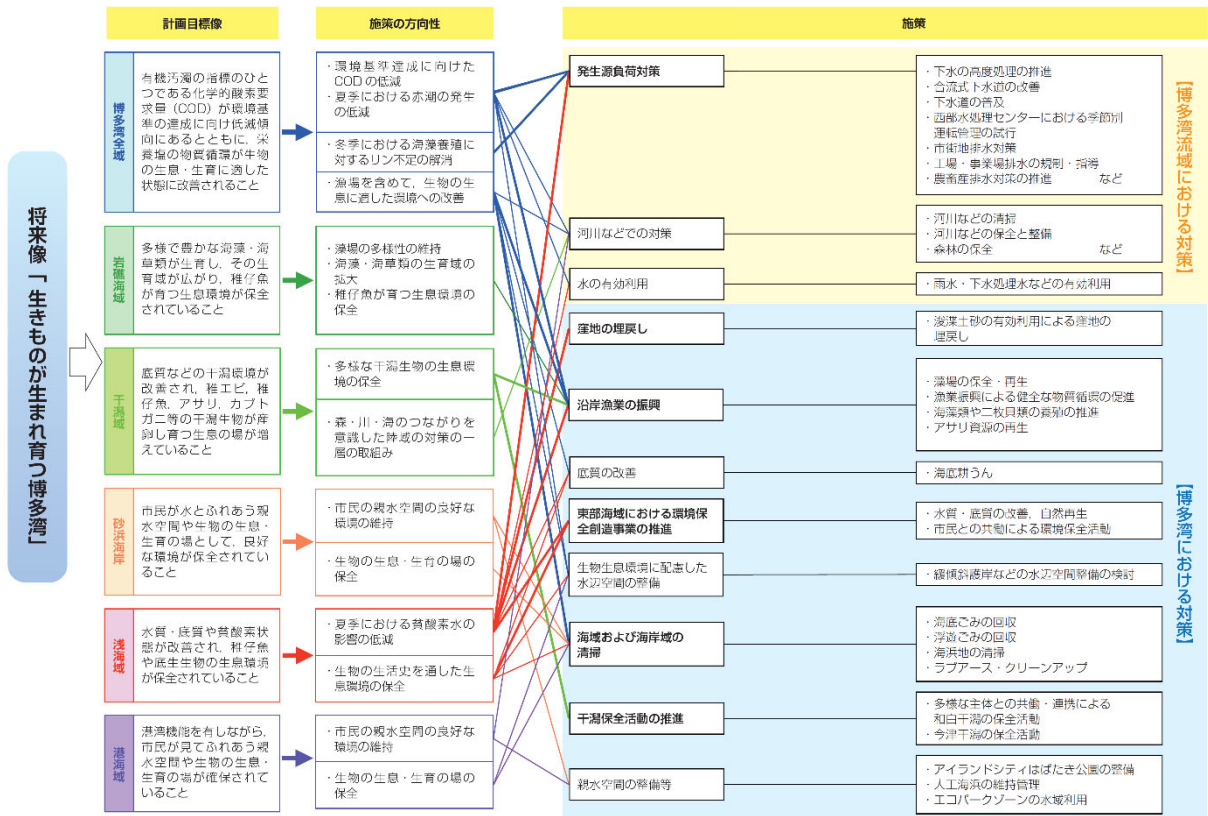 計画目標像
施策の方向性
施策
将来像「生きものが生まれ育つ博多湾」
博多湾全域
有機汚濁の指標のひと
つである化学的酸素要
求量（COD）が環境基
準の達成に向け低減傾
向にあるとともに，栄
養塩の物質循環が生物
の生息・生育に適した
状態に改善されること
・環境基準達成に向けた
CODの低減
・夏季における赤潮の発生
の低減
・冬季における海藻養殖に
対するリン不足の解消
・漁場を含めて，生物の生
息に適した環境への改善
岩礁海域
多様で豊かな海藻・海
草類が生育し，その生
育域が広がり，稚仔魚
が育つ生息環境が保全
されていること
・藻場の多様性の維持
・海藻・海草類の生育域の
拡大
・稚仔魚が育つ生息環境の
保全
干潟域
底質などの干潟環境が
改善され，稚エビ，稚
仔魚，アサリ，カブト
ガニ等の干潟生物が産
卵し育つ生息の場が増
えていること
・多様な干潟生物の生息環
境の保全
・森・川・海のつながりを
意識した陸域の対策の一
層の取組み
砂浜海岸
市民が水とふれあう親
水空間や生物の生息・
生育の場として，良好
な環境が保全されてい
ること
・市民の親水空間の良好な
環境の維持
・生物の生息・生育の場の
保全
浅海域
水質・底質や貧酸素状
態が改善され，稚仔魚
や底生生物の生息環境
が保全されていること
・夏季における貧酸素水の
影響の低減
・生物の生活史を通した生
息環境の保全
港海域
港湾機能を有しながら，
市民が見てふれあう親
水空間や生物の生息・
生育の場が確保されて
いること
・市民の親水空間の良好な
環境の維持
・生物の生息・生育の場の
保全
【博多湾流域における対策】
発生源負荷対策
・下水の高度処理の推進
・合流式下水道の改善
・下水道の普及
・西部水処理センターにおける季節別
運転管理の試行
・市街地排水対策
・工場・事業場排水の規制・指導
・農畜産排水対策の推進　など
河川などでの対策
・河川などの清掃
・河川などの保全と整備
・森林の保全　など
水の有効利用
・雨水・下水処理水などの有効利用
【博多湾における対策】
窪地の埋戻し
・浚渫土砂の有効利用による窪地の
埋戻し
沿岸漁業の振興
・藻場の保全・再生
・漁業振興による健全な物質循環の促進
・海藻類や二枚貝類の養殖の推進
・アサリ資源の再生
底質の改善
・海底耕うん
東部海域における環境保
全創造事業の推進
・水質・底質の改善，自然再生
・市民との共働による環境保全活動
生物生息環境に配慮した
水辺空間の整備
・緩傾斜護岸などの水辺空間整備の検討
海域および海岸域の
清掃
・海底ごみの回収
・浮遊ごみの回収
・海浜地の清掃
・ラブアース・クリーンアップ
干潟保全活動の推進
・多様な主体との共働・連携による
和白干潟の保全活動
・今津干潟の保全活動
親水空間の整備等
・アイランドシティはばたき公園の整備
・人工海浜の維持管理
・エコパークゾーンの水域利用